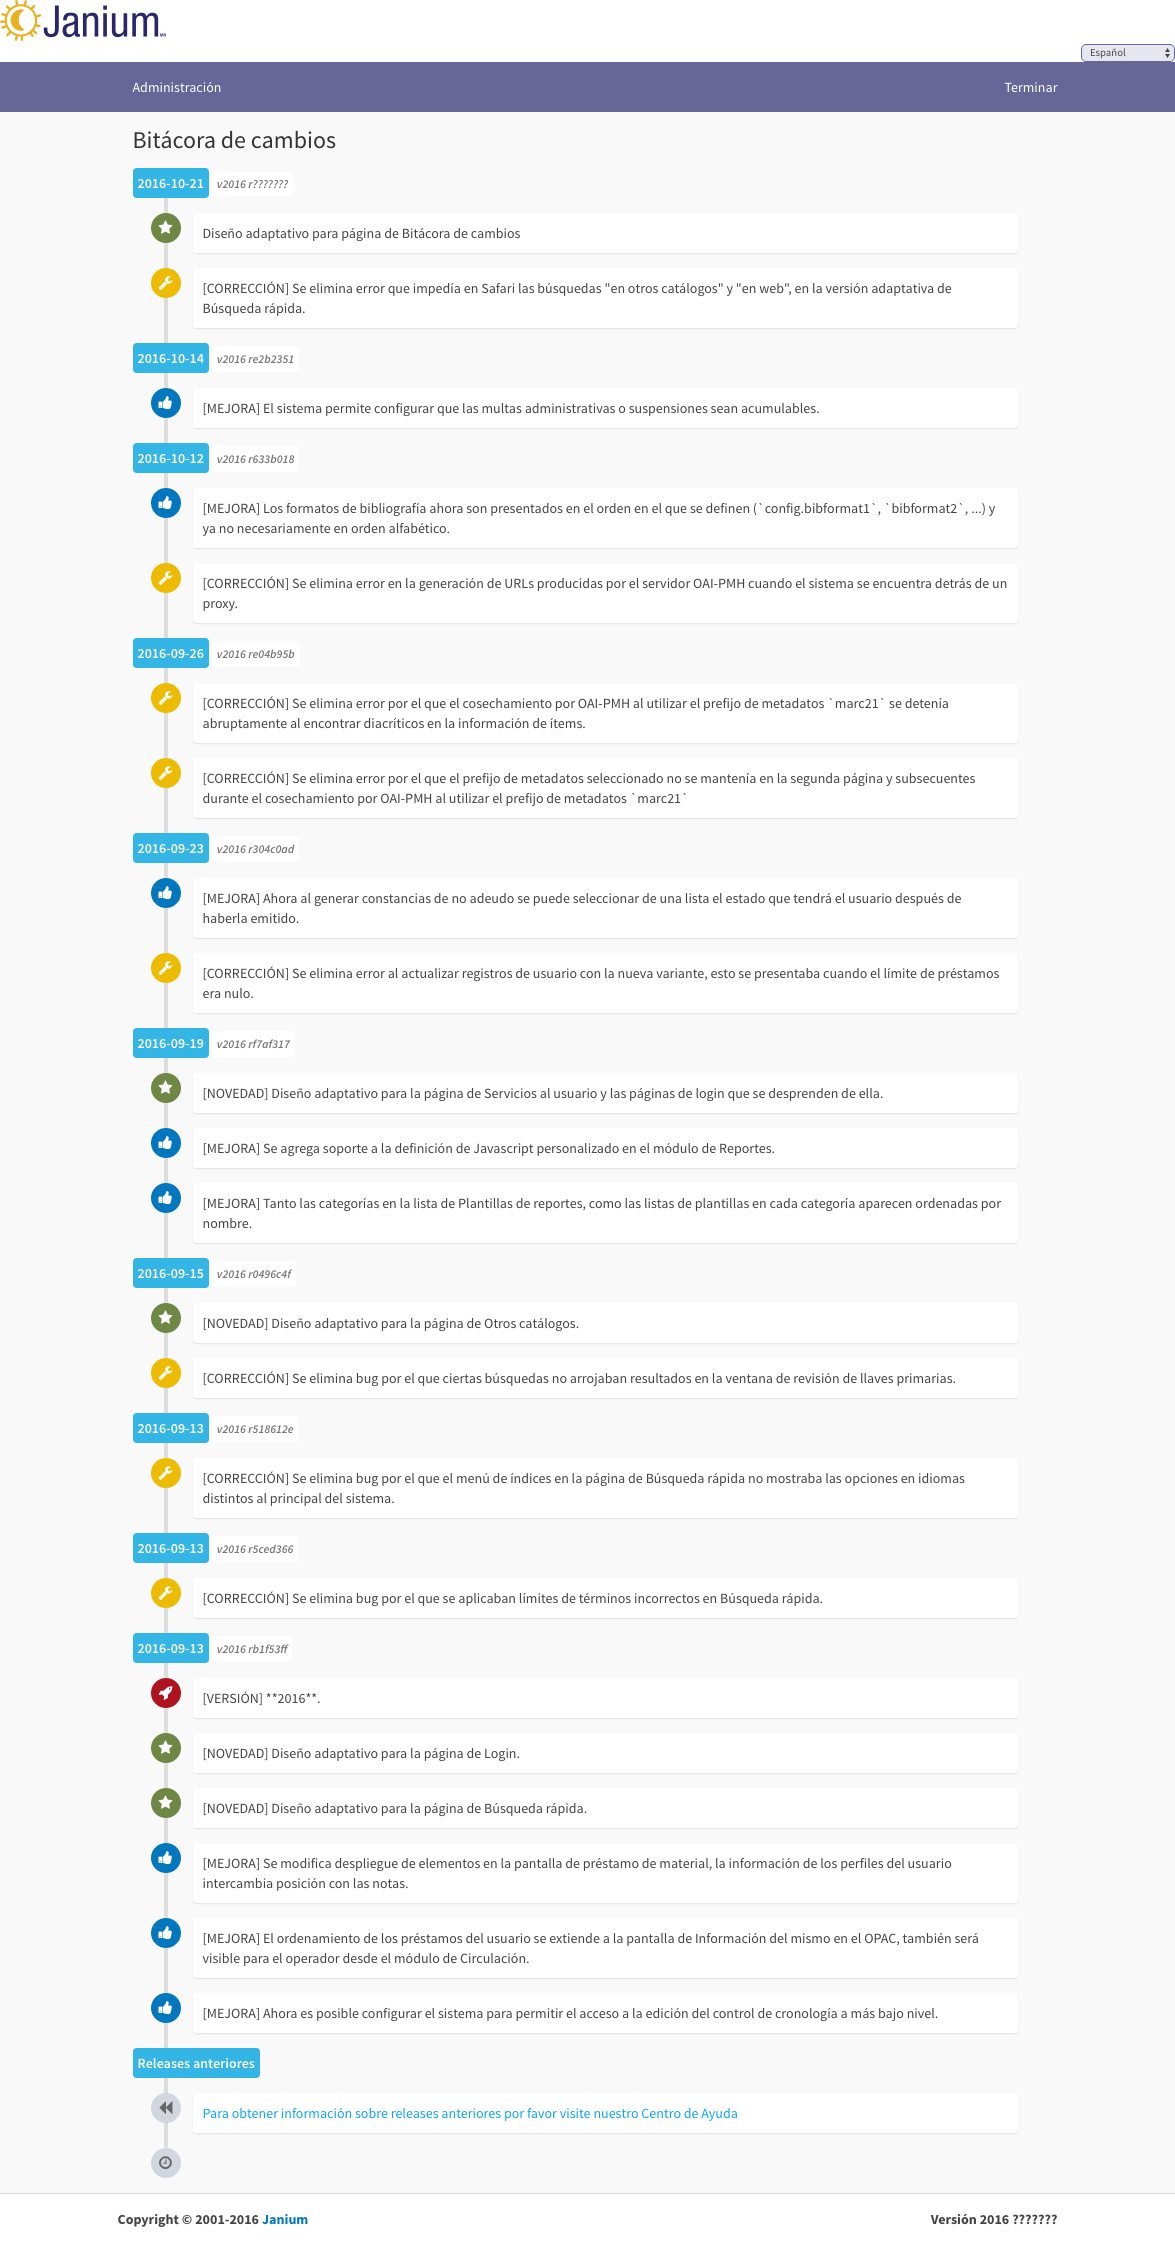 Janium
Español
Administración
Terminar
Bitácora de cambios
2016-10-21 v2016 r???????
Diseño adaptativo para página de Bitácora de cambios
[CORRECCIÓN] Se elimina error que impedía en Safari las búsquedas "en otros catálogos" y "en web", en la versión adaptativa de
Búsqueda rápida.
2016-10-14 v2016 re2b2351
[MEJORA] El sistema permite configurar que las multas administrativas o suspensiones sean acumulables.
2016-10-12 v2016 r633b018
[MEJORA] Los formatos de bibliografía ahora son presentados en el orden en el que se definen (`config.bibformat1`, `bibformat2`, ...) y
ya no necesariamente en orden alfabético.
[CORRECCIÓN] Se elimina error en la generación de URLs producidas por el servidor OAI-PMH cuando el sistema se encuentra detrás de un
proxy.
2016-09-26 v2016 re04b95b
[CORRECCIÓN] Se elimina error por el que el cosechamiento por OAI-PMH al utilizar el prefijo de metadatos `marc21` se detenía
abruptamente al encontrar diacríticos en la información de ítems.
[CORRECCIÓN] Se elimina error por el que el prefijo de metadatos seleccionado no se mantenía en la segunda página y subsecuentes
durante el cosechamiento por OAI-PMH al utilizar el prefijo de metadatos `marc21`
2016-09-23 v2016 r304c0ad
[MEJORA] Ahora al generar constancias de no adeudo se puede seleccionar de una lista el estado que tendrá el usuario después de
haberla emitido.
[CORRECCIÓN] Se elimina error al actualizar registros de usuario con la nueva variante, esto se presentaba cuando el límite de préstamos
era nulo.
2016-09-19 v2016 rf7af317
[NOVEDAD] Diseño adaptativo para la página de Servicios al usuario y las páginas de login que se desprenden de ella.
[MEJORA] Se agrega soporte a la definición de Javascript personalizado en el módulo de Reportes.
[MEJORA] Tanto las categorías en la lista de Plantillas de reportes, como las listas de plantillas en cada categoría aparecen ordenadas por
nombre.
2016-09-15 v2016 r0496c4f
[NOVEDAD] Diseño adaptativo para la página de Otros catálogos.
[CORRECCIÓN] Se elimina bug por el que ciertas búsquedas no arrojaban resultados en la ventana de revisión de llaves primarias.
2016-09-13 v2016 r518612e
[CORRECCIÓN] Se elimina bug por el que el menú de índices en la página de Búsqueda rápida no mostraba las opciones en idiomas
distintos al principal del sistema.
2016-09-13 v2016 r5ced366
[CORRECCIÓN] Se elimina bug por el que se aplicaban límites de términos incorrectos en Búsqueda rápida.
2016-09-13 v2016 rb1f53ff
[VERSIÓN] **2016**.
[NOVEDAD] Diseño adaptativo para la página de Login.
[NOVEDAD] Diseño adaptativo para la página de Búsqueda rápida.
[MEJORA] Se modifica despliegue de elementos en la pantalla de préstamo de material, la información de los perfiles del usuario
intercambia posición con las notas.
[MEJORA] El ordenamiento de los préstamos del usuario se extiende a la pantalla de Información del mismo en el OPAC, también será
visible para el operador desde el módulo de Circulación.
[MEJORA] Ahora es posible configurar el sistema para permitir el acceso a la edición del control de cronología a más bajo nivel.
Releases anteriores
Para obtener información sobre releases anteriores por favor visite nuestro Centro de Ayuda
Copyright © 2001-2016 Janium
Versión 2016 ???????